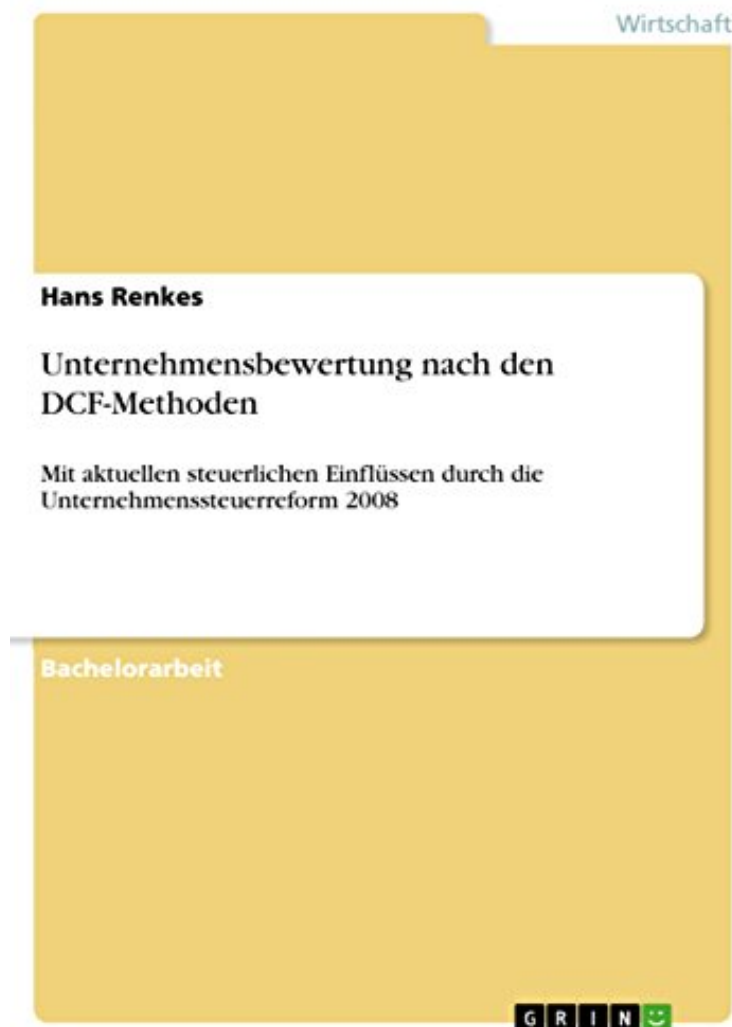 Wirtschaft
Hans Renkes
Unternehmensbewertung nach den
DCF-Methoden
Mit aktuellen steuerlichen Einflüssen durch die
Unternehmenssteuerreform 2008
Bachelorarbeit
GRIN